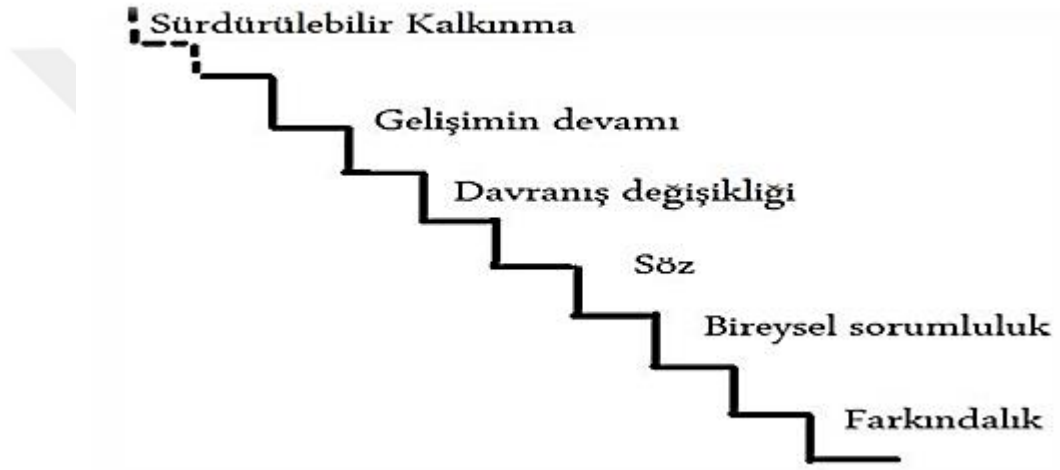 Sürdürülebilir Kalkınma
Gelişimin devamı
Davranış değişikliği
Söz
Bireysel sorumluluk
Farkındalık